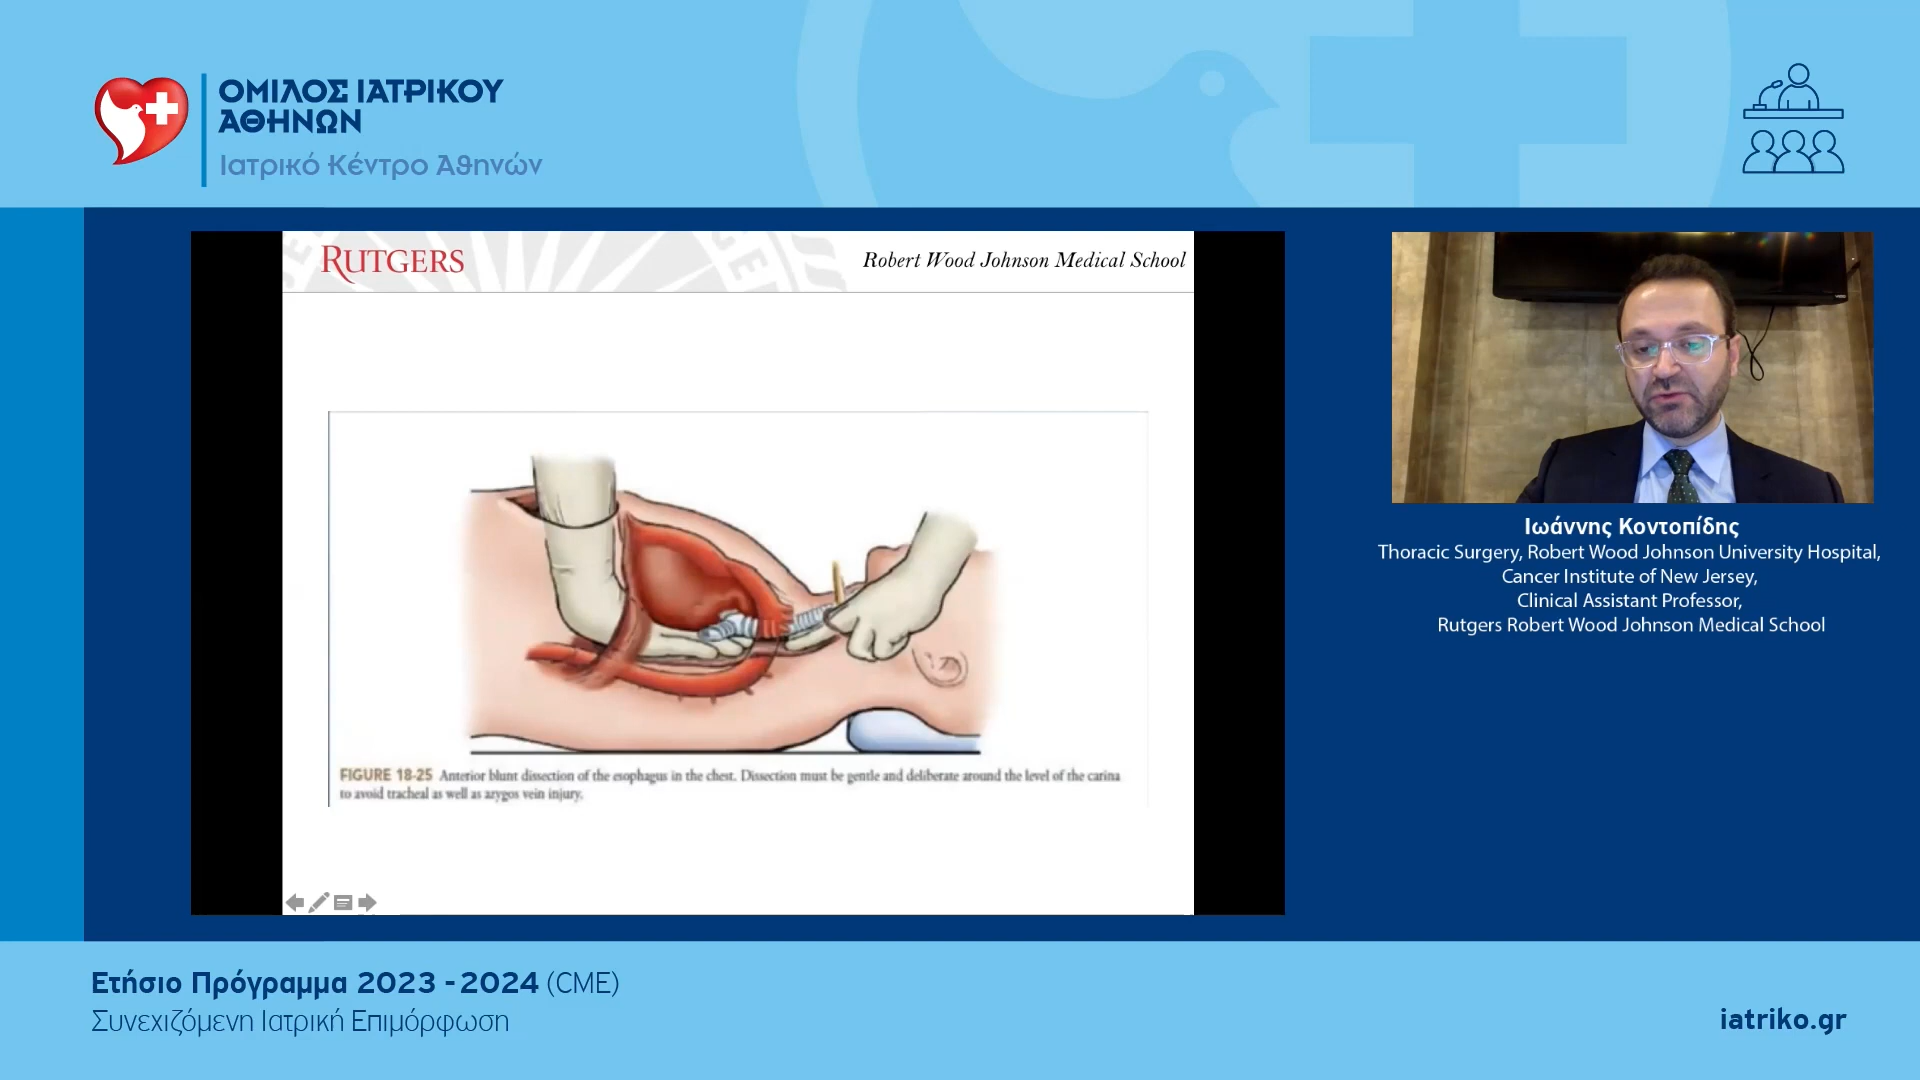 ΟΜΙΛΟΣ ΙΑΤΡΙΚΟΥ
ΑΘΗΝΩΝ
Ιατρικό Κέντρο Αθηνών
RUTGERS
Robert Wood Johnson Medical School
FIGURE 18-25 Anterior blunt dissection of the esophagus in the chest. Dissection must be gentle and deliberate around the level of the carina
to avoid tracheal as well as azygos vein injury.
Ιωάννης Κοντοπίδης
Thoracic Surgery, Robert Wood Johnson University Hospital,
Cancer Institute of New Jersey,
Clinical Assistant Professor,
Rutgers Robert Wood Johnson Medical School
Ετήσιο Πρόγραμμα 2023 - 2024 (CME)
Συνεχιζόμενη Ιατρική Επιμόρφωση
iatriko.gr